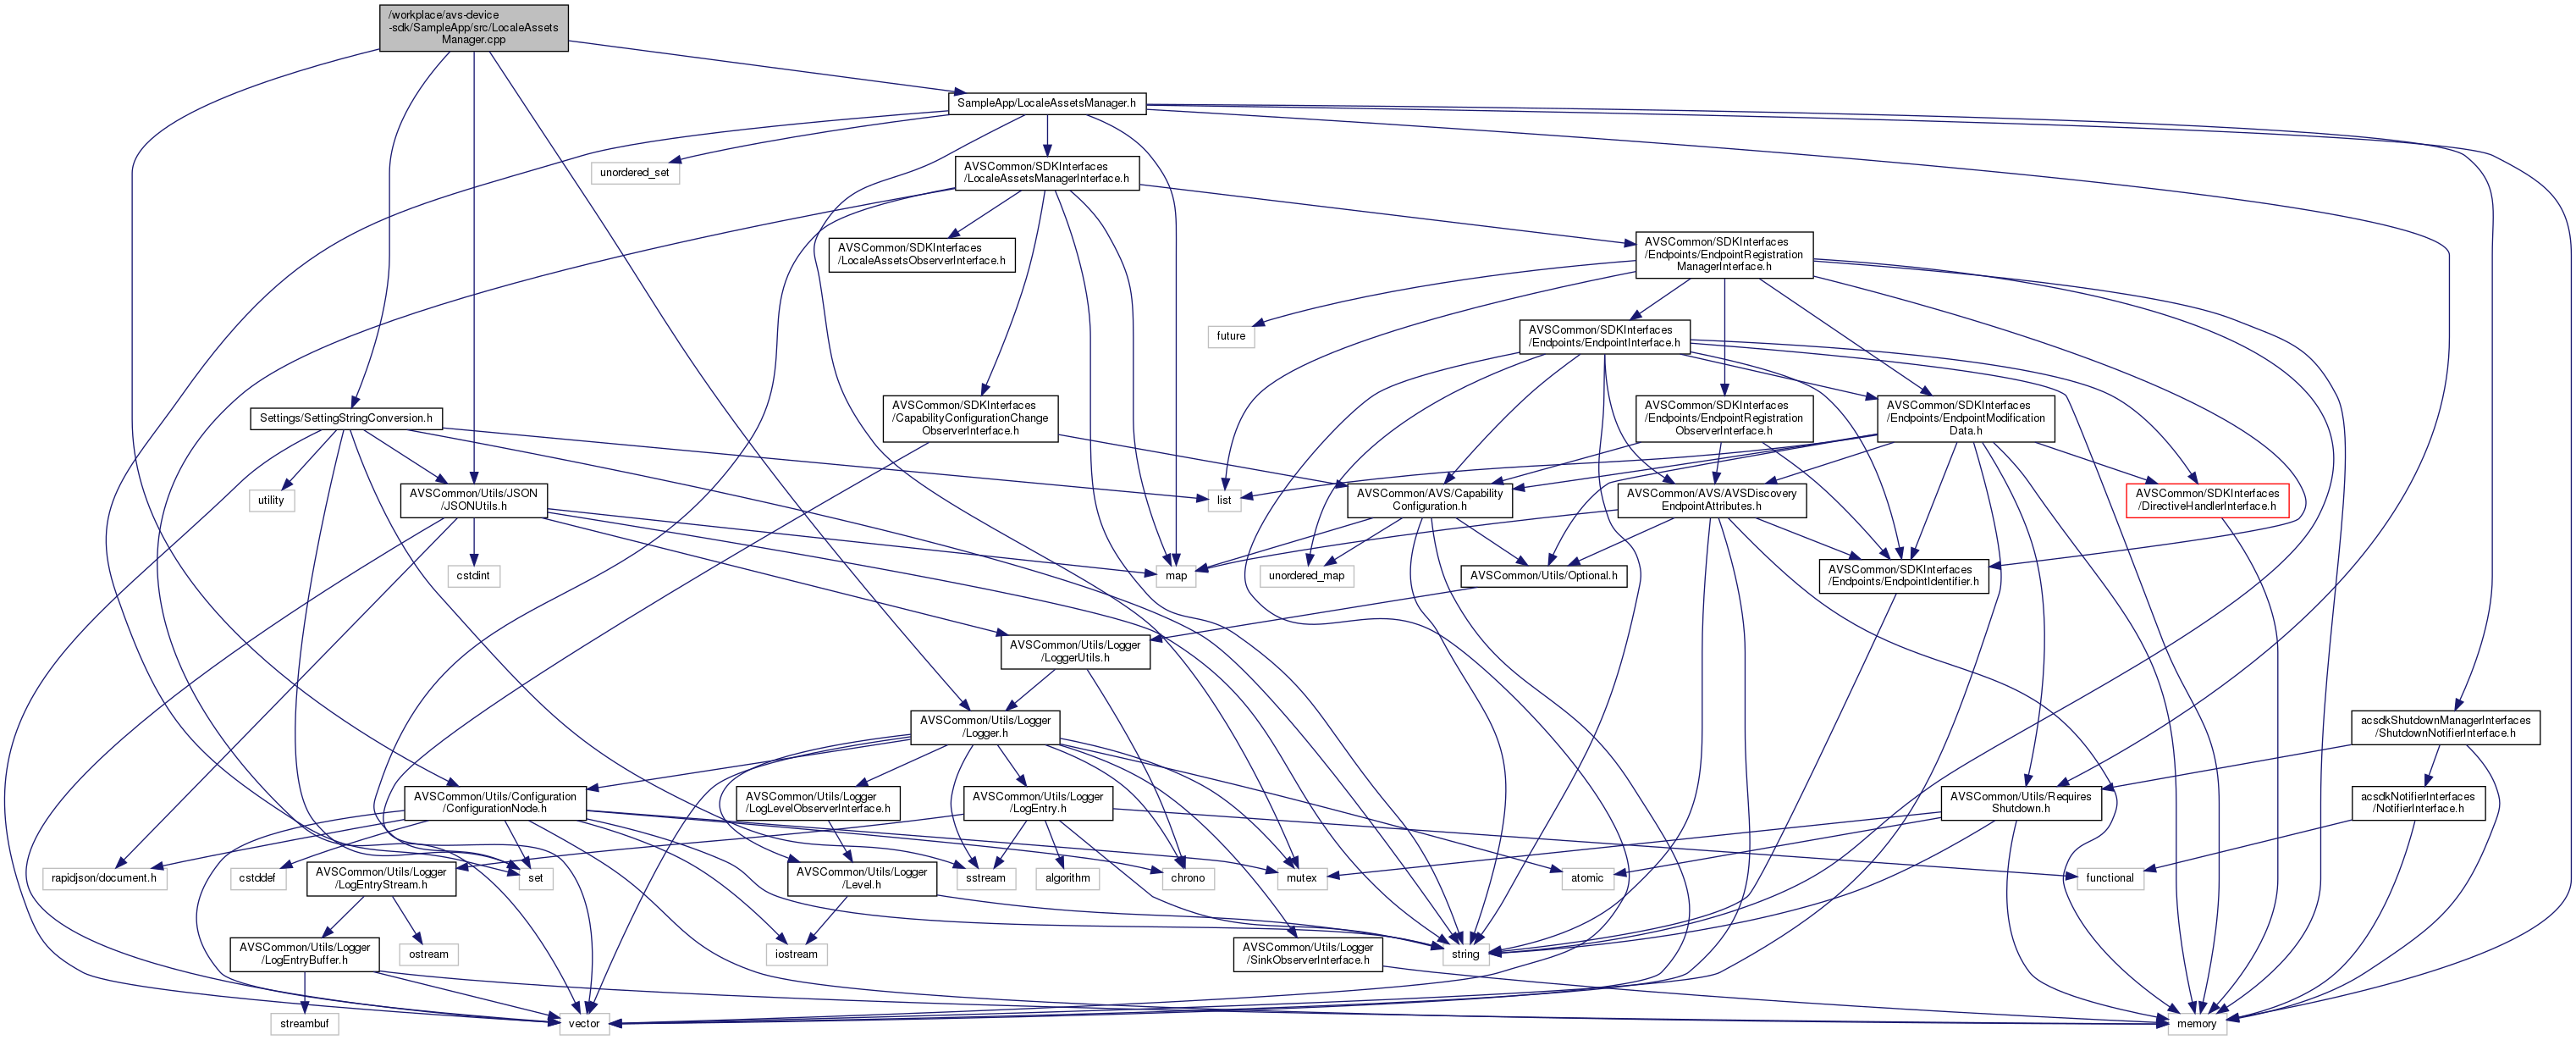 /workplace/avs-device
-sdk/SampleApp/src/LocaleAssets
Manager.cpp
SampleApp/LocaleAssetsManager.h
unordered_set
AVSCommon/SDKInterfaces
/LocaleAssetsManagerInterface.h
AVSCommon/SDKInterfaces
/LocaleAssetsObserverInterface.h
AVSCommon/SDKInterfaces
/Endpoints/EndpointRegistration
ManagerInterface.h
future
AVSCommon/SDKInterfaces
/Endpoints/EndpointInterface.h
Settings/SettingStringConversion.h
AVSCommon/SDKInterfaces
/CapabilityConfigurationChange
ObserverInterface.h
AVSCommon/SDKInterfaces
/Endpoints/EndpointRegistration
ObserverInterface.h
AVSCommon/SDKInterfaces
/Endpoints/EndpointModification
Data.h
utility
AVSCommon/Utils/JSON
/JSONUtils.h
list
AVSCommon/AVS/Capability
Configuration.h
AVSCommon/AVS/AVSDiscovery
EndpointAttributes.h
AVSCommon/SDKInterfaces
/DirectiveHandlerInterface.h
cstdint
map
unordered_map
AVSCommon/Utils/Optional.h
AVSCommon/SDKInterfaces
/Endpoints/EndpointIdentifier.h
AVSCommon/Utils/Logger
/LoggerUtils.h
AVSCommon/Utils/Logger
/Logger.h
acsdkShutdownManagerInterfaces
/ShutdownNotifierInterface.h
AVSCommon/Utils/Configuration
/ConfigurationNode.h
AVSCommon/Utils/Logger
/LogLevelObserverInterface.h
AVSCommon/Utils/Logger
/LogEntry.h
AVSCommon/Utils/Requires
Shutdown.h
acsdkNotifierInterfaces
/NotifierInterface.h
rapidjson/document.h
cstddef
AVSCommon/Utils/Logger
/LogEntryStream.h
set
AVSCommon/Utils/Logger
/Level.h
sstream
algorithm
chrono
mutex
atomic
functional
AVSCommon/Utils/Logger
/LogEntryBuffer.h
ostream
iostream
AVSCommon/Utils/Logger
/SinkObserverInterface.h
string
streambuf
vector
memory